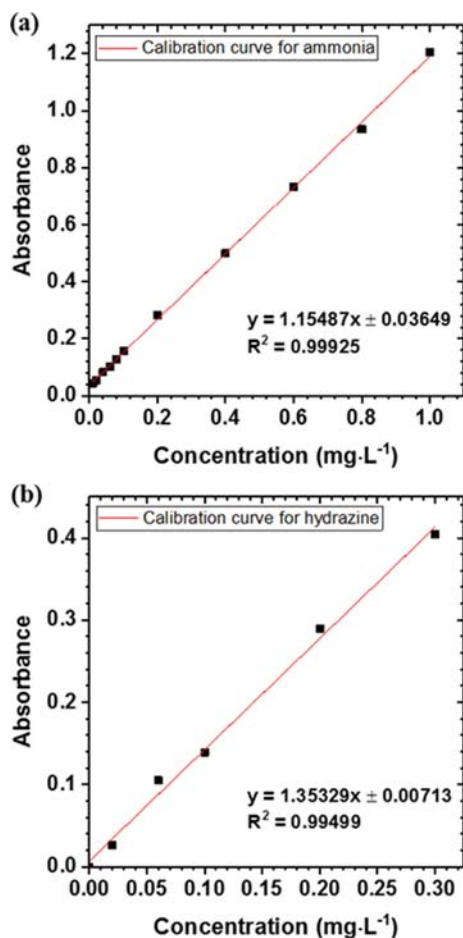 (a)
Calibration curve for ammonia
1.2
1.0
0.8
0.6
0.4
0.2
0.0
Absorbance
y = 1.15487x ± 0.03649
R² = 0.99925
0.0 0.2 0.4 0.6 0.8 1.0
Concentration (mg·L⁻¹)
(b)
Calibration curve for hydrazine
0.4
0.3
0.2
0.1
0.0
Absorbance
y = 1.35329x ± 0.00713
R² = 0.99499
0.00 0.05 0.10 0.15 0.20 0.25 0.30
Concentration (mg·L⁻¹)